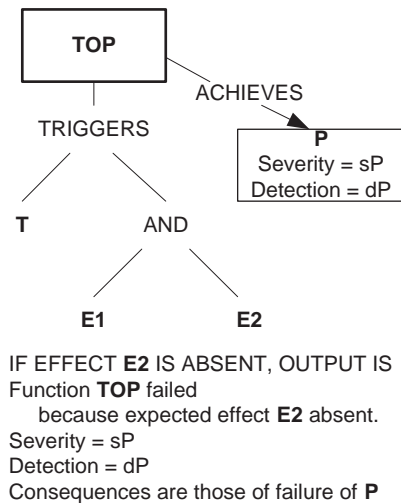 TOP
ACHIEVES
TRIGGERS
P
Severity = sP
Detection = dP
T
AND
E1
E2
IF EFFECT E2 IS ABSENT, OUTPUT IS
Function TOP failed
because expected effect E2 absent.
Severity = sP
Detection = dP
Consequences are those of failure of P